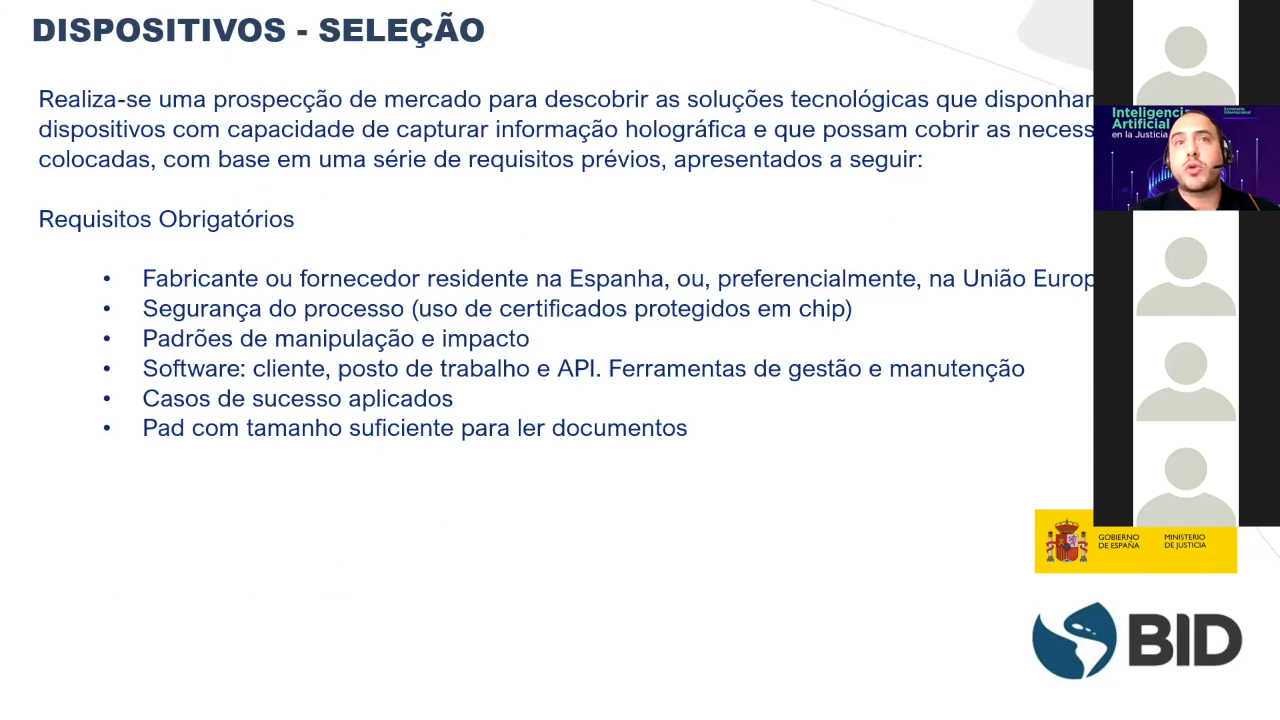 DISPOSITIVOS - SELEÇÃO
Realiza-se uma prospecção de mercado para descobrir as soluções tecnológicas que
dispositivos com capacidade de capturar informação holográfica e que possam cobrir as
colocadas, com base em uma série de requisitos prévios, apresentados a seguir:
Requisitos Obrigatórios
• Fabricante ou fornecedor residente na Espanha, ou, preferencialmente, na União
• Segurança do processo (uso de certificados protegidos em chip)
• Padrões de manipulação e impacto
• Software: cliente, posto de trabalho e API. Ferramentas de gestão e manutenção
• Casos de sucesso aplicados
• Pad com tamanho suficiente para ler documentos
Inteligencia
Artificial
en la Justicia
Seminario
Internacional
GOBIERNO
DE ESPAÑA
MINISTERIO
DE JUSTICIA
BID